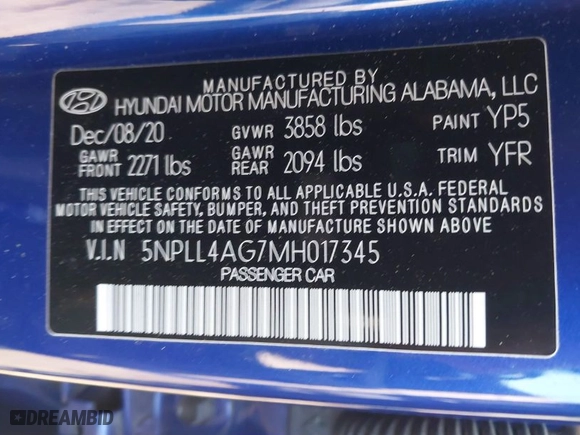 MANUFACTURED BY
HYUNDAI MOTOR MANUFACTURING ALABAMA, LLC
Dec/08/20 GVWR 3858 lbs PAINT YP5
GAWR FRONT 2271 lbs GAWR REAR 2094 lbs TRIM YFR
THIS VEHICLE CONFORMS TO ALL APPLICABLE U.S.A. FEDERAL
MOTOR VEHICLE SAFETY, BUMPER, AND THEFT PREVENTION STANDARDS
IN EFFECT ON THE DATE OF MANUFACTURE SHOWN ABOVE.
V.I.N 5NPLL4AG7MH017345
PASSENGER CAR
DREAMBID